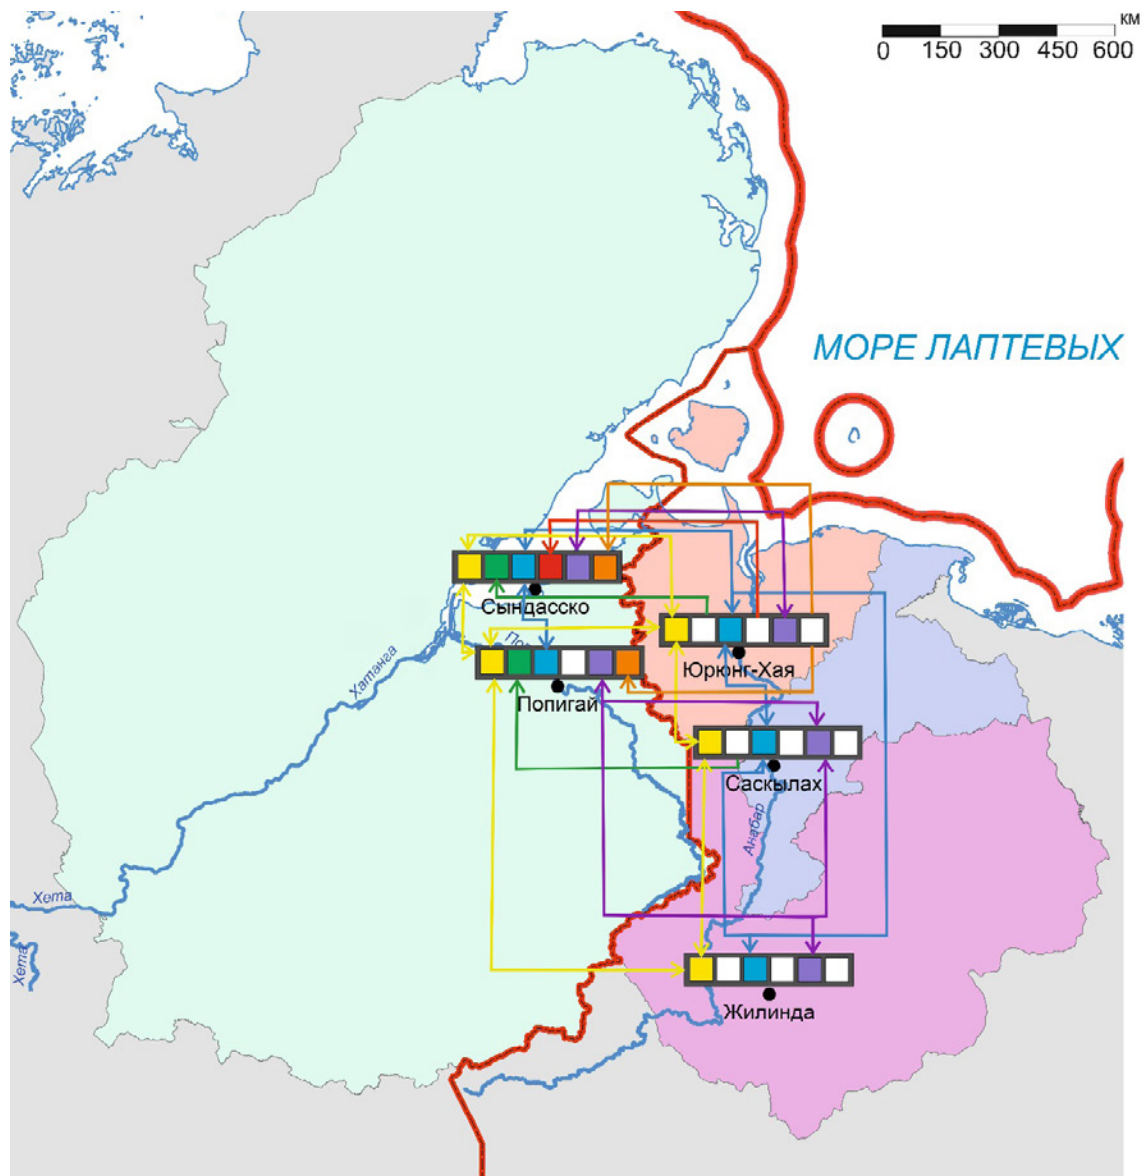 км
0 150 300 450 600
МОРЕ ЛАПТЕВЫХ
Сындасско
Хатанга
Юрюнг-Хая
Попигай
Саскылах
Анабар
Хета
Хета
Жилинда